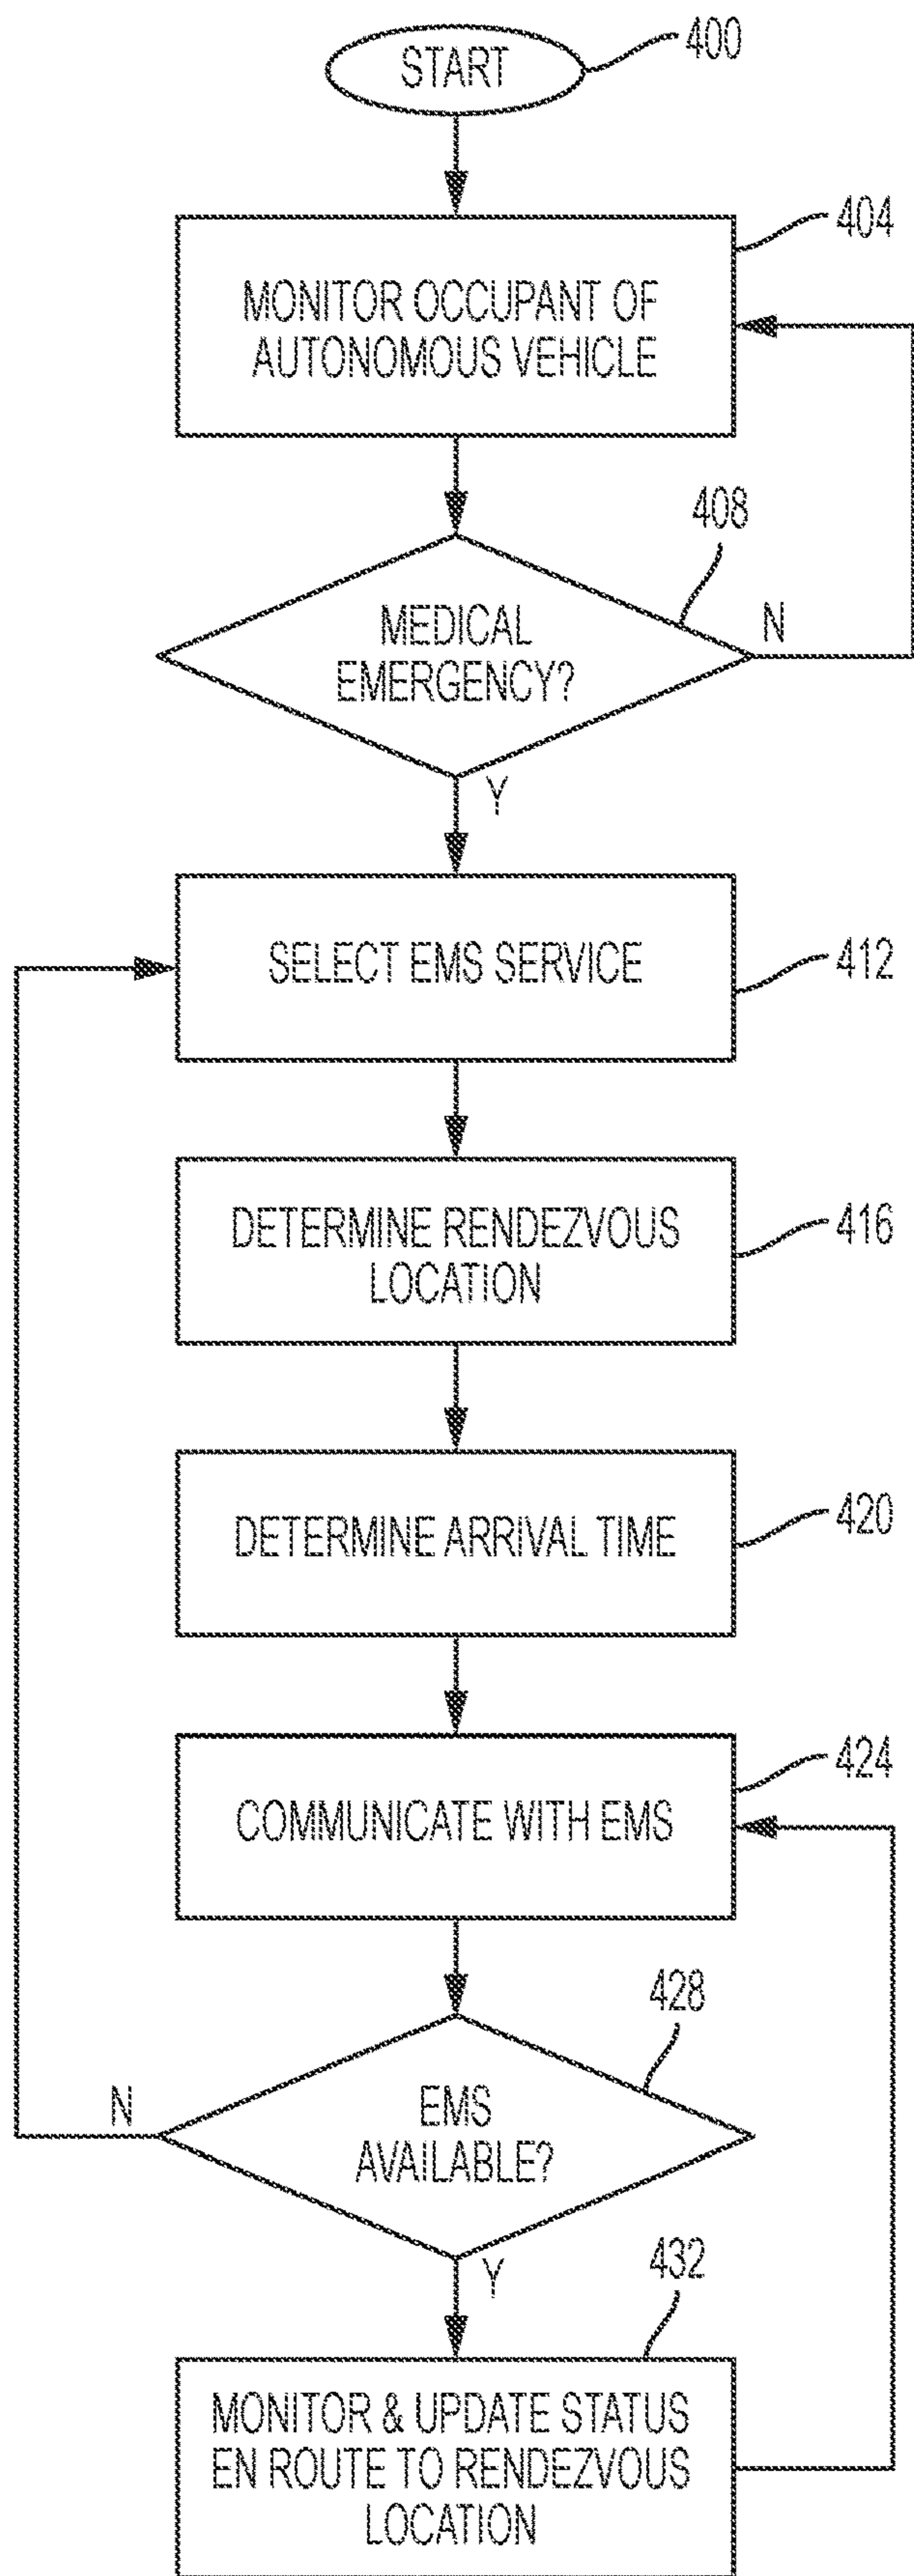 START
400
404
MONITOR OCCUPANT OF
AUTONOMOUS VEHICLE
408
MEDICAL
EMERGENCY?
N
Y
SELECT EMS SERVICE
412
DETERMINE RENDEZVOUS
LOCATION
416
DETERMINE ARRIVAL TIME
420
424
COMMUNICATE WITH EMS
428
N
EMS
AVAILABLE?
Y
432
MONITOR & UPDATE STATUS
EN ROUTE TO RENDEZVOUS
LOCATION